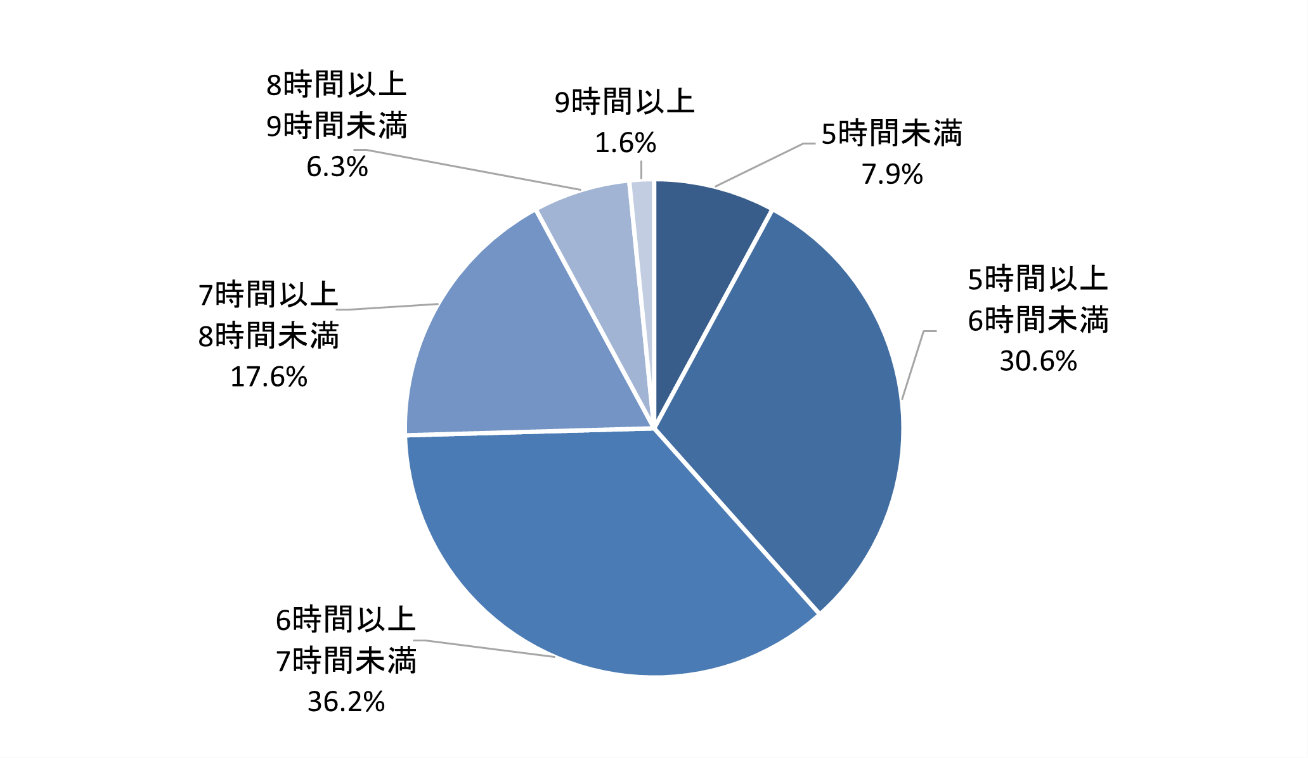 8時間以上
9時間未満
6.3%
9時間以上
1.6%
5時間未満
7.9%
5時間以上
6時間未満
30.6%
7時間以上
8時間未満
17.6%
6時間以上
7時間未満
36.2%